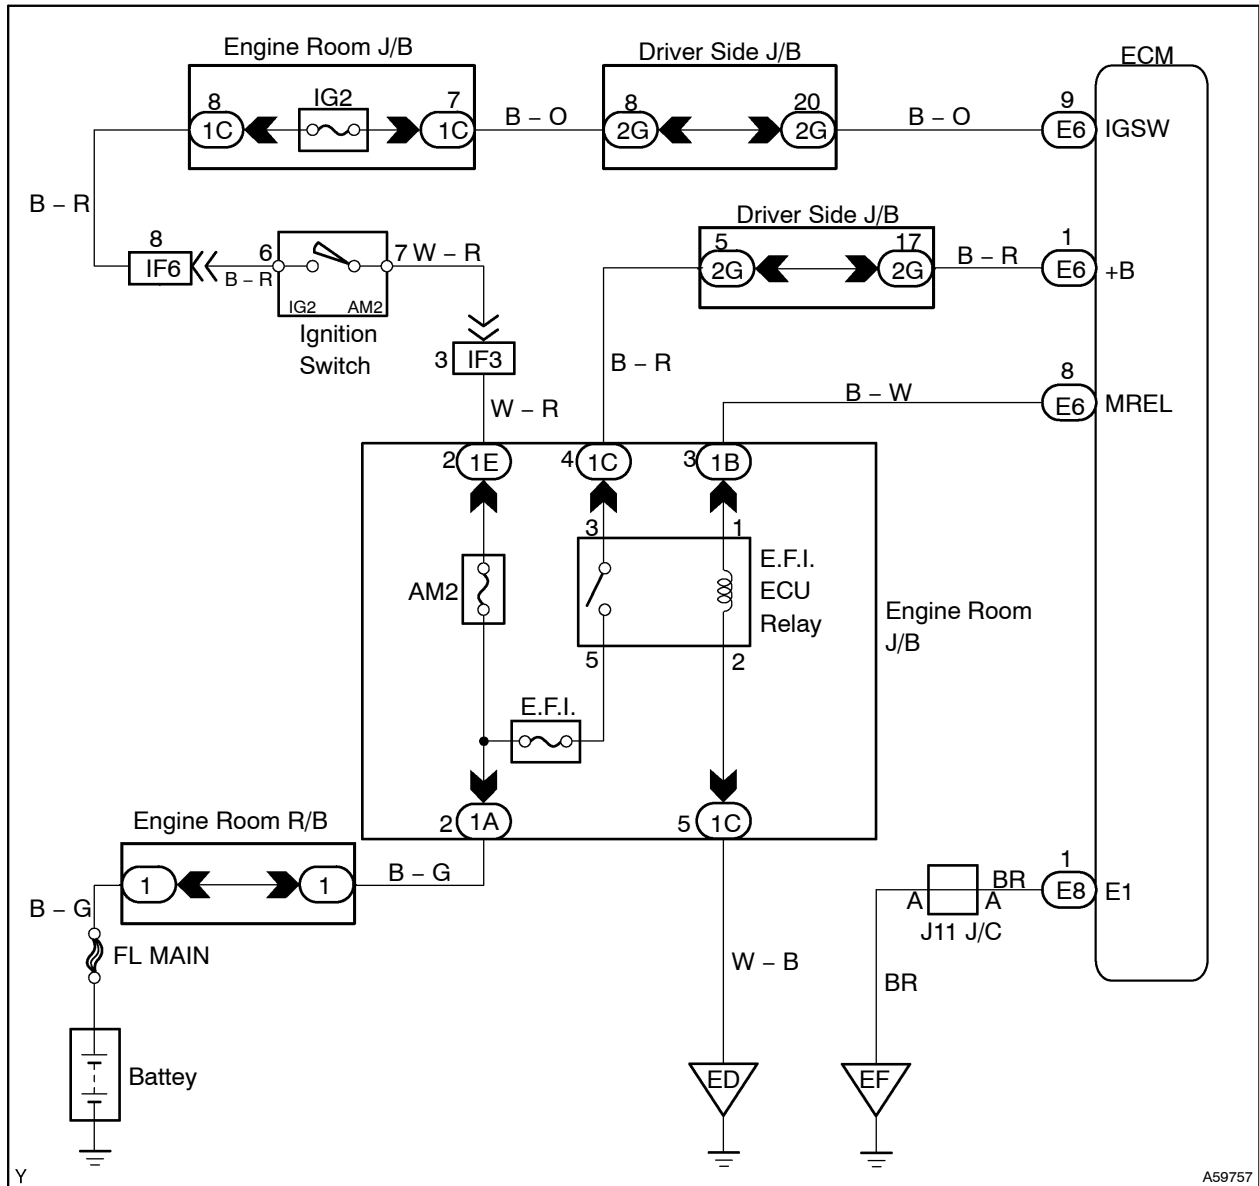 Engine Room J/B
Driver Side J/B
ECM
8
IG2
7
8
20
9
1C
1C
B – O
2G
2G
B – O
E6
IGSW
B – R
Driver Side J/B
8
6
7
W – R
5
17
1
IF6
B – R
2G
2G
B – R
E6
+B
IG2
AM2
Ignition
Switch
3
IF3
B – R
8
W – R
B – W
E6
MREL
2
1E
4
1C
3
1B
3
1
AM2
E.F.I.
ECU
Relay
Engine Room
J/B
5
2
E.F.I.
Engine Room R/B
2
1A
5
1C
1
1
B – G
1
BR
E8
E1
A
A
J11 J/C
B – G
FL MAIN
W – B
BR
Battey
ED
EF
Y
A59757